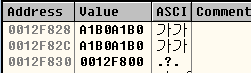 Address Value ASCI Comment
0012F828 A1B0A1B0 가가
0012F82C A1B0A1B0 가가
0012F830 0012F800 .?.